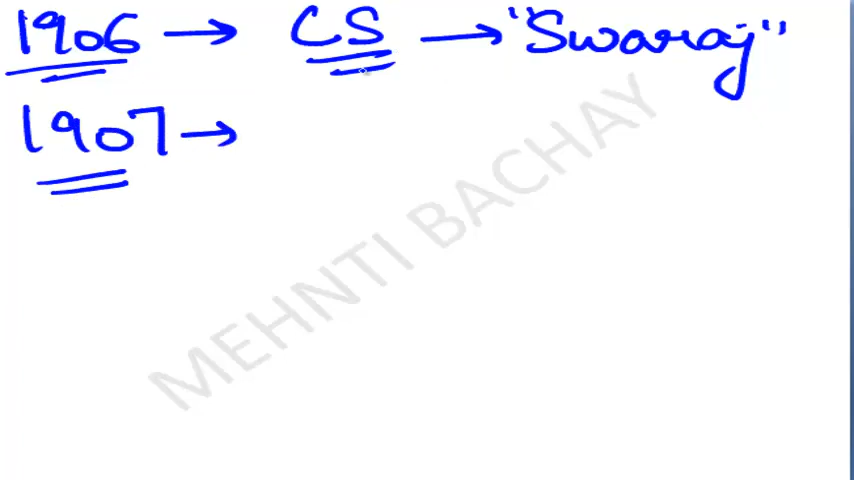 1906 → CS → "Swaraj"
1907 →
MEHNTI BACHAY